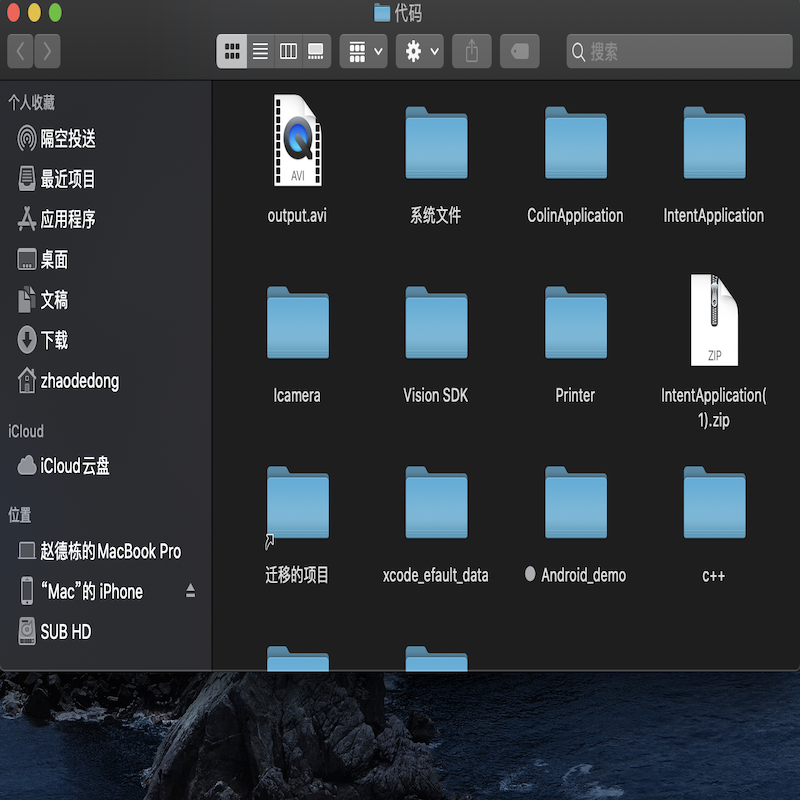 代码
搜索
个人收藏
隔空投送
最近项目
应用程序
桌面
文稿
下载
zhaodedong
iCloud
iCloud云盘
位置
赵德栋的MacBook Pro
“Mac”的 iPhone
SUB HD
AVI
output.avi
系统文件
ColinApplication
IntentApplication
Icamera
Vision SDK
Printer
ZIP
IntentApplication(
1).zip
迁移的项目
xcode_efault_data
Android_demo
c++